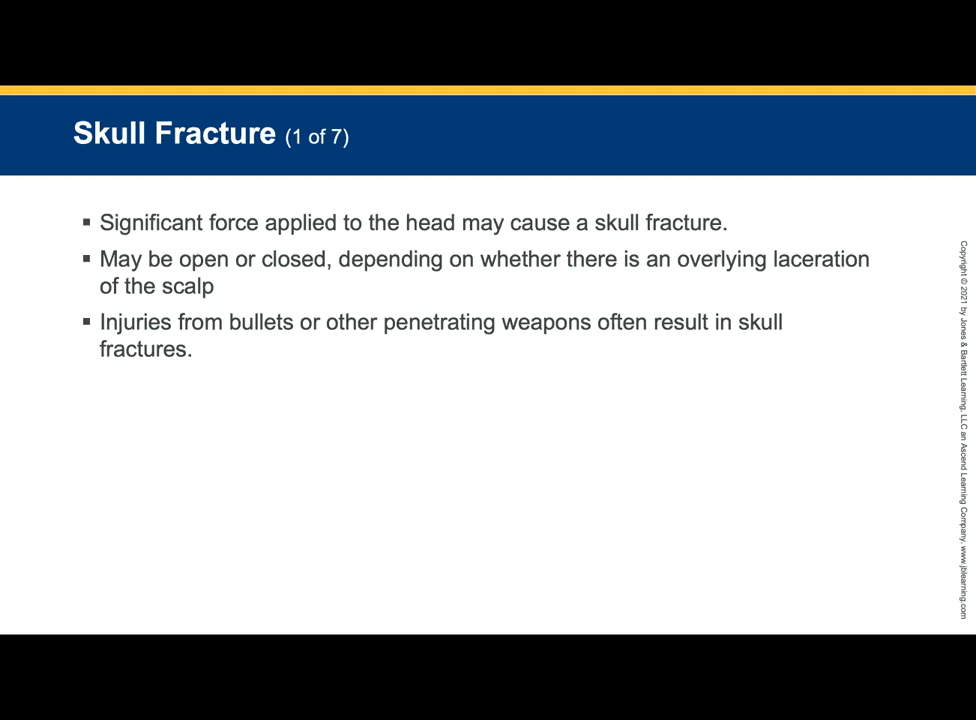 Skull Fracture (1 of 7)
▪ Significant force applied to the head may cause a skull fracture.
▪ May be open or closed, depending on whether there is an overlying laceration
of the scalp
▪ Injuries from bullets or other penetrating weapons often result in skull
fractures.
Copyright © 2021 by Jones & Bartlett Learning, LLC an Ascend Learning Company. www.jblearning.com